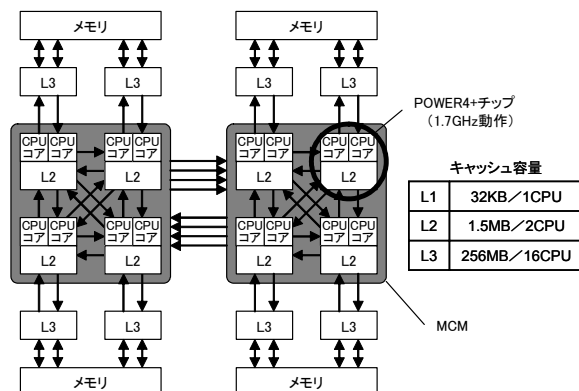 メモリ
メモリ
L3
L3
L3
L3
POWER4+チップ
（1.7GHz動作）
CPU
コア
CPU
コア
CPU
コア
CPU
コア
CPU
コア
CPU
コア
CPU
コア
CPU
コア
L2
L2
L2
L2
キャッシュ容量
L1 32KB／1CPU
L2 1.5MB／2CPU
L3 256MB／16CPU
CPU
コア
CPU
コア
CPU
コア
CPU
コア
CPU
コア
CPU
コア
CPU
コア
CPU
コア
L2
L2
L2
L2
L3
L3
L3
L3
MCM
メモリ
メモリ